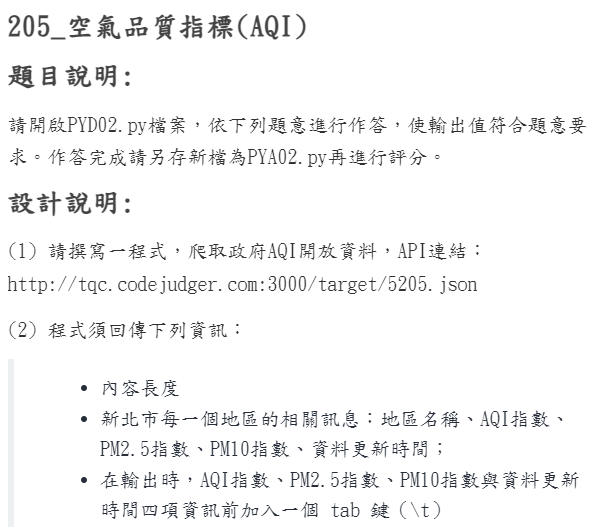 205_空氣品質指標(AQI)
題目說明:
請開啟PYD02.py檔案，依下列題意進行作答，使輸出值符合題意要
求。作答完成請另存新檔為PYA02.py再進行評分。
設計說明:
(1) 請撰寫一程式，爬取政府AQI開放資料，API連結：
http://tqc.codejudger.com:3000/target/5205.json
(2) 程式須回傳下列資訊：
• 內容長度
• 新北市每一個地區的相關訊息：地區名稱、AQI指數、
PM2.5指數、PM10指數、資料更新時間；
• 在輸出時，AQI指數、PM2.5指數、PM10指數與資料更新
時間四項資訊前加入一個 tab 鍵（\t）